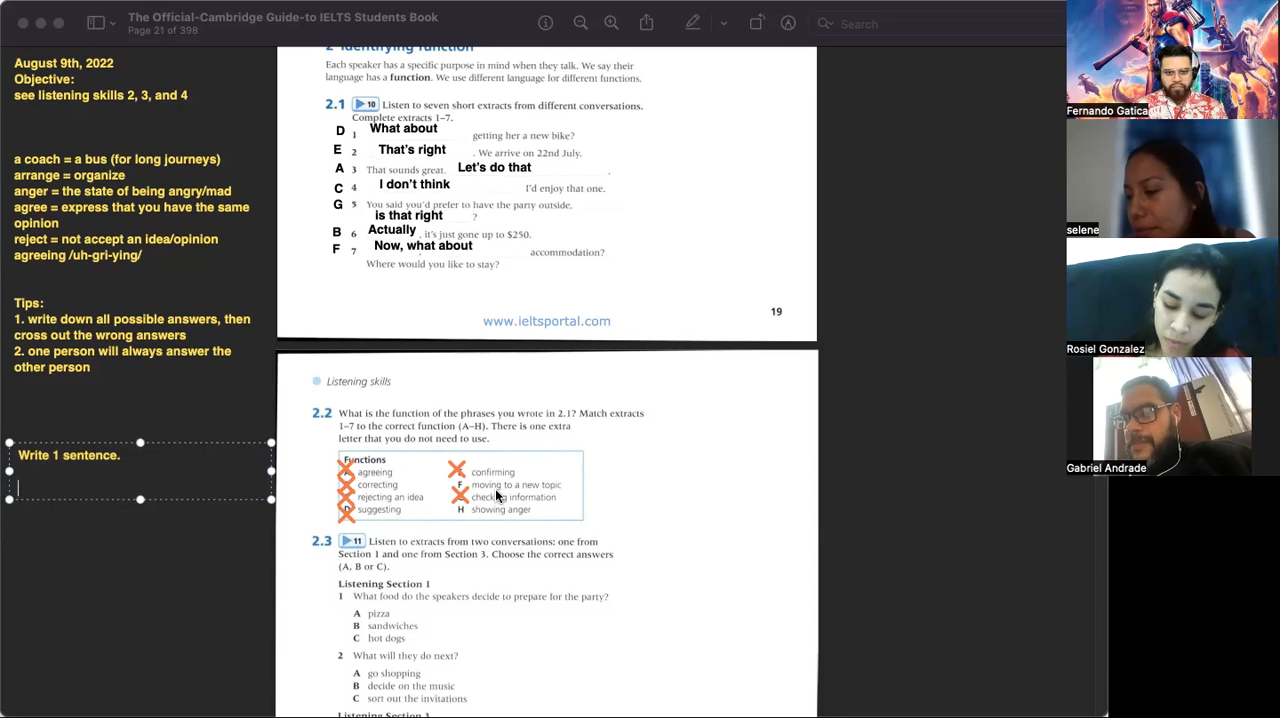 The Official-Cambridge Guide-to IELTS Students Book
Page 21 of 398
Search
August 9th, 2022
Objective:
see listening skills 2, 3, and 4
a coach = a bus (for long journeys)
arrange = organize
anger = the state of being angry/mad
agree = express that you have the same
opinion
reject = not accept an idea/opinion
agreeing /uh-gri-ying/
Tips:
1. write down all possible answers, then
cross out the wrong answers
2. one person will always answer the
other person
Write 1 sentence.
2 Identifying function
Each speaker has a specific purpose in mind when they talk. We say their
language has a function. We use different language for different functions.
2.1 10 Listen to seven short extracts from different conversations.
Complete extracts 1–7.
D 1 What about getting her a new bike?
E 2 That's right . We arrive on 22nd July.
A 3 That sounds great. Let's do that .
C 4 I don't think I'd enjoy that one.
G 5 You said you'd prefer to have the party outside,
is that right ?
B 6 Actually , it's just gone up to $250.
F 7 Now, what about accommodation?
Where would you like to stay?
19
www.ieltsportal.com
Listening skills
2.2 What is the function of the phrases you wrote in 2.1? Match extracts
1–7 to the correct function (A–H). There is one extra
letter that you do not need to use.
Functions
agreeing confirming
correcting F moving to a new topic
rejecting an idea checking information
D suggesting H showing anger
2.3 11 Listen to extracts from two conversations: one from
Section 1 and one from Section 3. Choose the correct answers
(A, B or C).
Listening Section 1
1 What food do the speakers decide to prepare for the party?
A pizza
B sandwiches
C hot dogs
2 What will they do next?
A go shopping
B decide on the music
C sort out the invitations
Listening Section 3
Fernando Gatica
selene
Rosiel Gonzalez
Gabriel Andrade